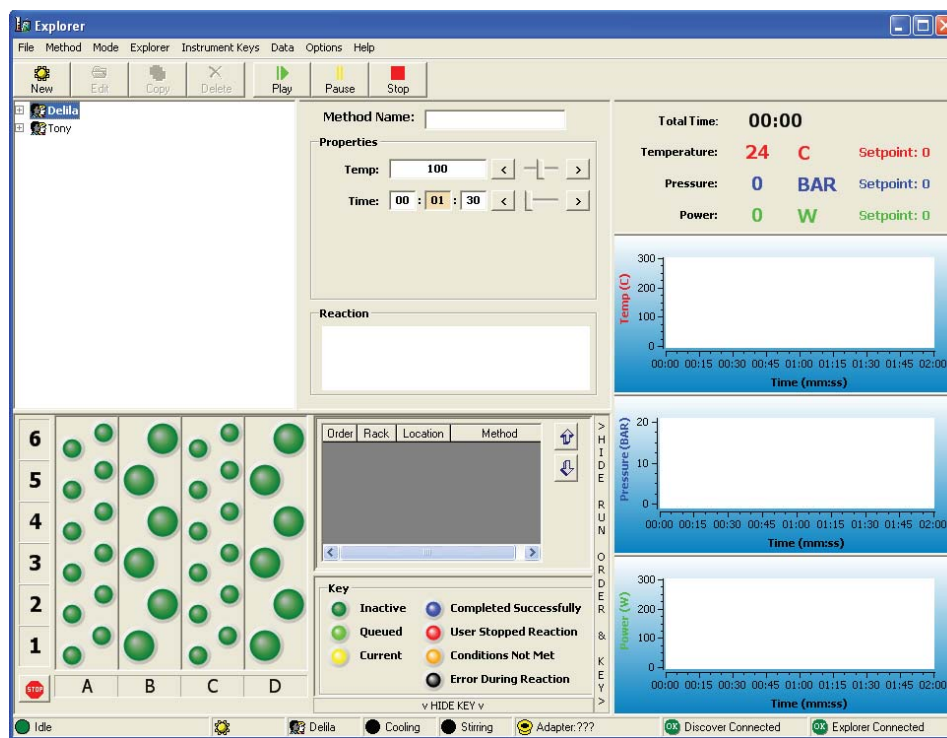 Explorer
File Method Mode Explorer Instrument Keys Data Options Help
New Edit Copy Delete Play Pause Stop
Delila
Tony
Method Name:
Properties
Temp: 100 < >
Time: 00 : 01 : 30 < >
Reaction
Total Time: 00:00
Temperature: 24 C Setpoint: 0
Pressure: 0 BAR Setpoint: 0
Power: 0 W Setpoint: 0
Temp (C)
300
200
100
0
00:00 00:15 00:30 00:45 01:00 01:15 01:30 01:45 02:00
Time (mm:ss)
Pressure (BAR)
20
10
0
00:00 00:15 00:30 00:45 01:00 01:15 01:30 01:45 02:00
Time (mm:ss)
Power (W)
300
200
100
0
00:00 00:15 00:30 00:45 01:00 01:15 01:30 01:45 02:00
Time (mm:ss)
6
5
4
3
2
1
STOP A B C D
Order Rack Location Method
> HIDE RUN ORDER & KEY >
Key
Inactive Completed Successfully
Queued User Stopped Reaction
Current Conditions Not Met
Error During Reaction
v HIDE KEY v
Idle Delila Cooling Stirring Adapter:??? OK Discover Connected OK Explorer Connected